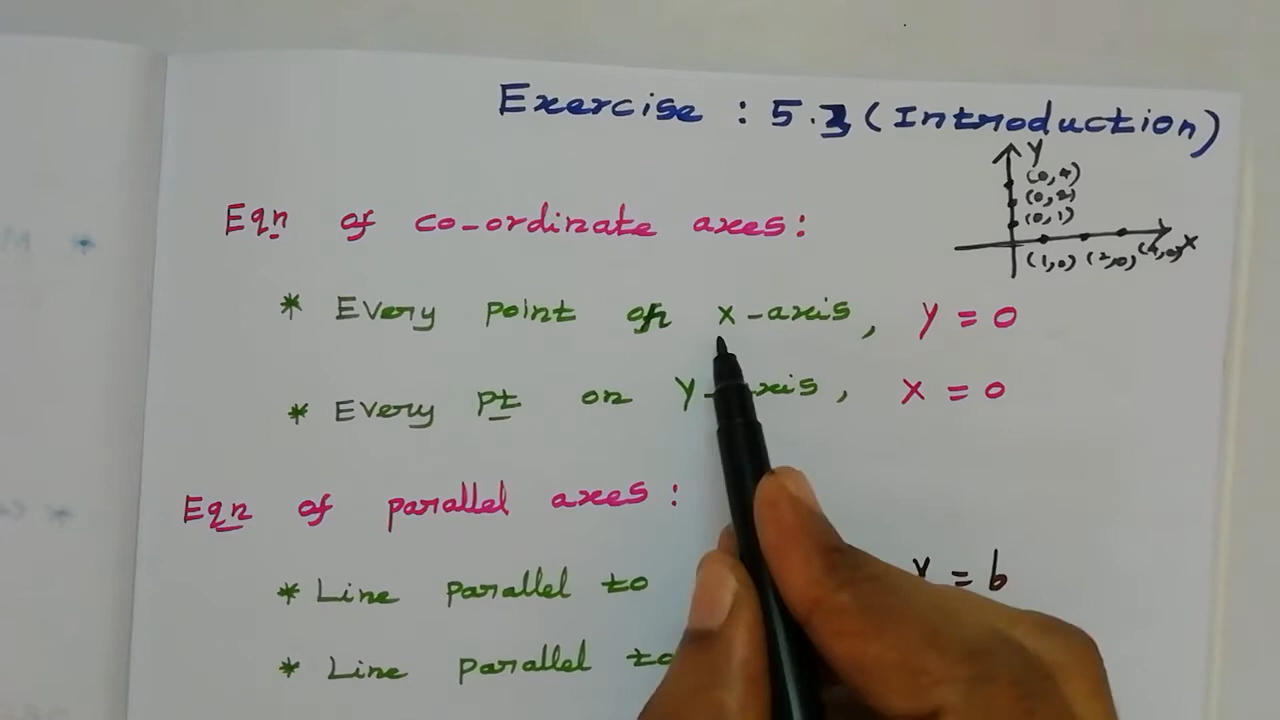 Exercise : 5.3 (Introduction)
Y
(0,4)
(0,2)
(0,1)
X
(1,0) (2,0) (4,0)
Eqn of co-ordinate axes:
* Every point on x-axis, y = 0
* Every pt on y-axis, x = 0
Eqn of parallel axes:
* Line parallel to y = b
* Line parallel to